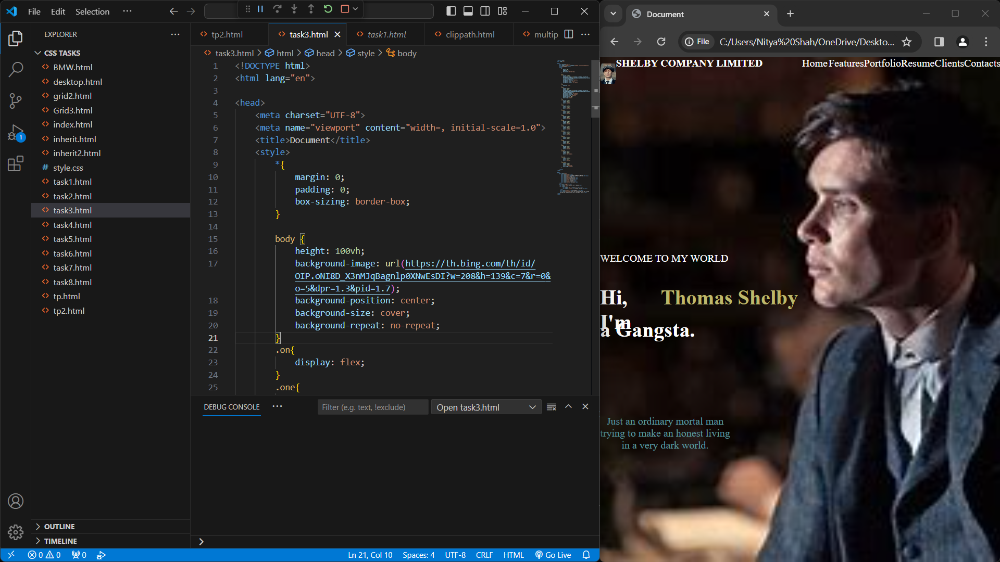 File Edit Selection ···
EXPLORER ···
CSS TASKS
BMW.html
desktop.html
grid2.html
Grid3.html
index.html
inherit.html
inherit2.html
# style.css
task1.html
task2.html
task3.html
task4.html
task5.html
task6.html
task7.html
task8.html
tp.html
tp2.html
OUTLINE
TIMELINE
1
tp2.html task3.html task1.html clippath.html multip ···
task3.html > html > head > style > body
1 <!DOCTYPE html>
2 <html lang="en">
3
4 <head>
5 <meta charset="UTF-8">
6 <meta name="viewport" content="width=, initial-scale=1.0">
7 <title>Document</title>
8 <style>
9 *{
10 margin: 0;
11 padding: 0;
12 box-sizing: border-box;
13 }
14
15 body {
16 height: 100vh;
17 background-image: url(https://th.bing.com/th/id/
OIP.oNI8D_X3nMJqBagnlp0XNwEsDI?w=208&h=139&c=7&r=0&
o=5&dpr=1.3&pid=1.7);
18 background-position: center;
19 background-size: cover;
20 background-repeat: no-repeat;
21 }
22 .on{
23 display: flex;
24 }
25 .one{
DEBUG CONSOLE ··· Filter (e.g. text, !exclude) Open task3.html
>
0 0 0 Ln 21, Col 10 Spaces: 4 UTF-8 CRLF HTML Go Live
Document
File C:/Users/Nitya%20Shah/OneDrive/Deskto...
SHELBY COMPANY LIMITED HomeFeaturesPortfolioResumeClientsContacts
WELCOME TO MY WORLD
Hi, Thomas Shelby
I'm
a Gangsta.
Just an ordinary mortal man
trying to make an honest living
in a very dark world.